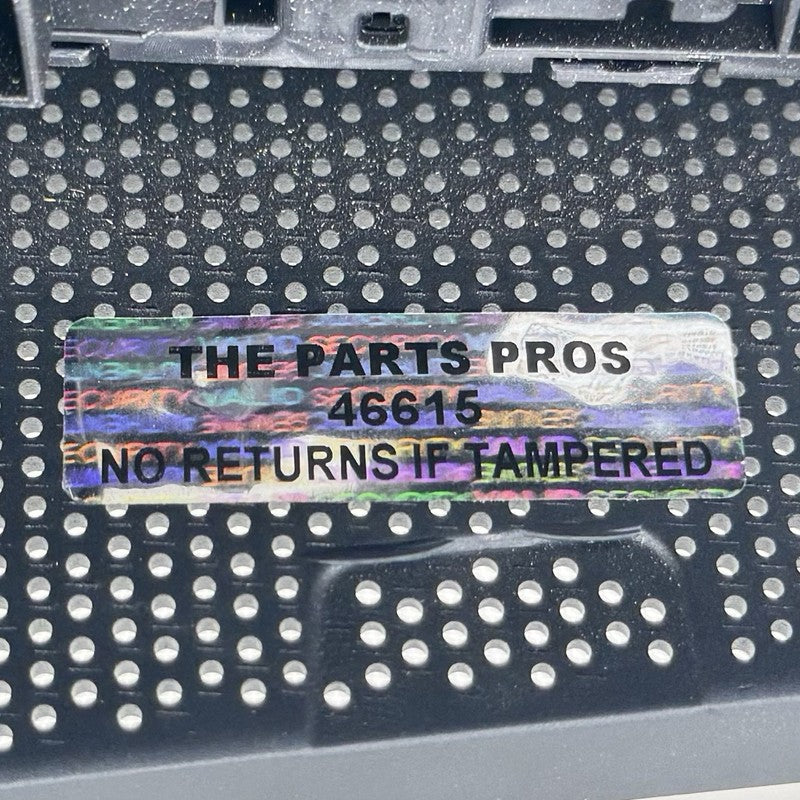 THE PARTS PROS
46615
NO RETURNS IF TAMPERED